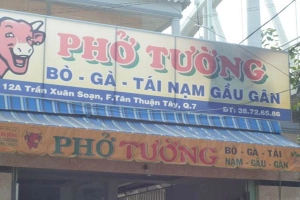 PHỞ TƯỜNG
BÒ - GÀ - TÁI NẠM GẦU GÂN
12A Trần Xuân Soạn, F.Tân Thuận Tây, Q.7
ĐT: 38.72.65.86
PHỞ TƯỜNG
BÒ - GÀ - TÁI
NẠM - GẦU - GÂN